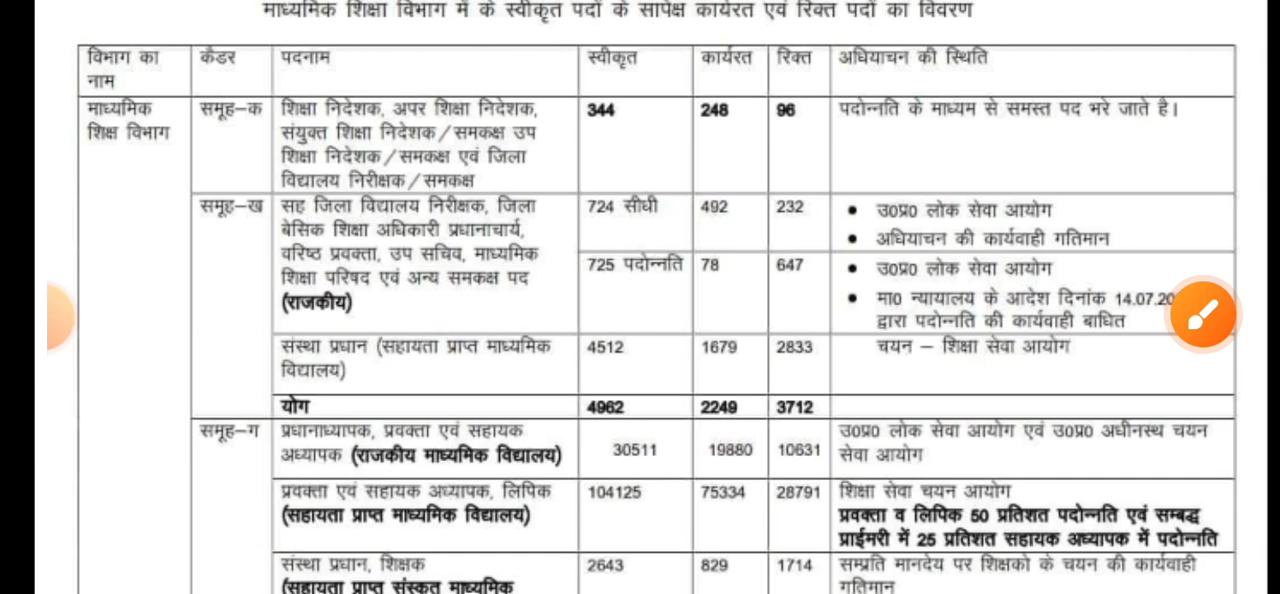 माध्यमिक शिक्षा विभाग में के स्वीकृत पदों के सापेक्ष कार्यरत एवं रिक्त पदों का विवरण
विभाग का नाम
कैडर
पदनाम
स्वीकृत
कार्यरत
रिक्त
अधियाचन की स्थिति
माध्यमिक
शिक्ष विभाग
समूह–क
शिक्षा निदेशक, अपर शिक्षा निदेशक,
संयुक्त शिक्षा निदेशक/समकक्ष उप
शिक्षा निदेशक/समकक्ष एवं जिला
विद्यालय निरीक्षक/समकक्ष
344
248
96
पदोन्नति के माध्यम से समस्त पद भरे जाते है।
समूह–ख
सह जिला विद्यालय निरीक्षक, जिला
बेसिक शिक्षा अधिकारी प्रधानाचार्य,
वरिष्ठ प्रवक्ता, उप सचिव, माध्यमिक
शिक्षा परिषद एवं अन्य समकक्ष पद
(राजकीय)
724 सीधी
492
232
• उ0प्र0 लोक सेवा आयोग
• अधियाचन की कार्यवाही गतिमान
725 पदोन्नति
78
647
• उ0प्र0 लोक सेवा आयोग
• मा0 न्यायालय के आदेश दिनांक 14.07.20
द्वारा पदोन्नति की कार्यवाही बाधित
संस्था प्रधान (सहायता प्राप्त माध्यमिक
विद्यालय)
4512
1679
2833
चयन – शिक्षा सेवा आयोग
योग
4962
2249
3712
समूह–ग
प्रधानाध्यापक, प्रवक्ता एवं सहायक
अध्यापक (राजकीय माध्यमिक विद्यालय)
30511
19880
10631
उ0प्र0 लोक सेवा आयोग एवं उ0प्र0 अधीनस्थ चयन
सेवा आयोग
प्रवक्ता एवं सहायक अध्यापक, लिपिक
(सहायता प्राप्त माध्यमिक विद्यालय)
104125
75334
28791
शिक्षा सेवा चयन आयोग
प्रवक्ता व लिपिक 50 प्रतिशत पदोन्नति एवं सम्बद्ध
प्राईमरी में 25 प्रतिशत सहायक अध्यापक में पदोन्नति
संस्था प्रधान, शिक्षक
(सहायता प्राप्त संस्कृत माध्यमिक
2643
829
1714
सम्प्रति मानदेय पर शिक्षको के चयन की कार्यवाही
गतिमान